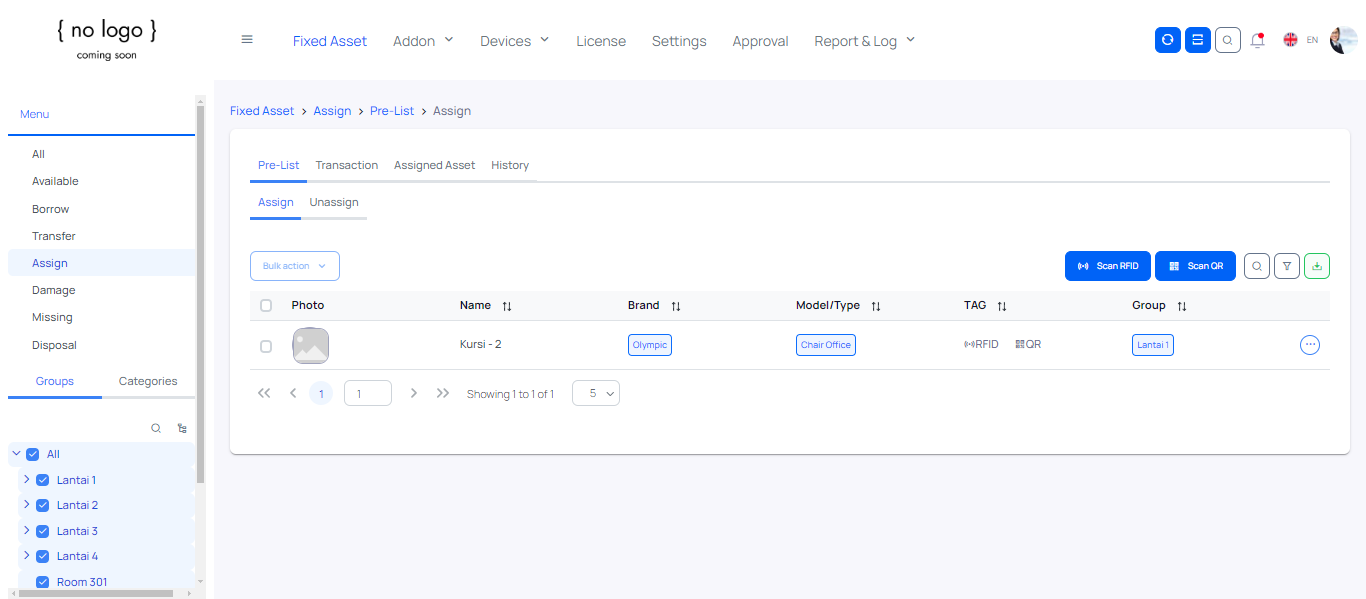 { no logo }
coming soon
Fixed Asset Addon Devices License Settings Approval Report & Log EN
Menu
All
Available
Borrow
Transfer
Assign
Damage
Missing
Disposal
Groups Categories
All
Lantai 1
Lantai 2
Lantai 3
Lantai 4
Room 301
Fixed Asset > Assign > Pre-List > Assign
Pre-List Transaction Assigned Asset History
Assign Unassign
Bulk action Scan RFID Scan QR
Photo Name Brand Model/Type TAG Group
Kursi - 2 Olympic Chair Office RFID QR Lantai 1
1 1 Showing 1 to 1 of 1 5